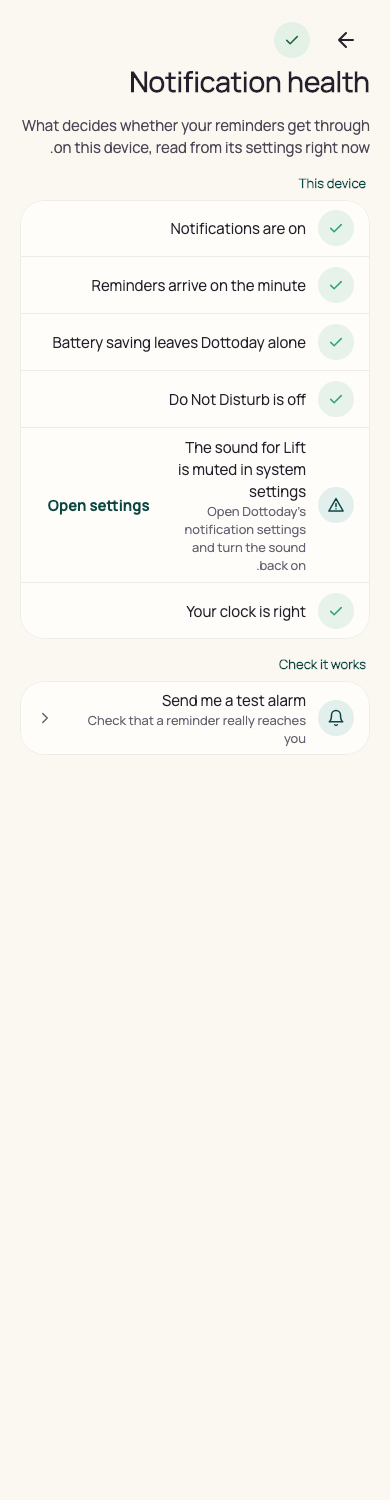 Notification health
What decides whether your reminders get through
.on this device, read from its settings right now
This device
Notifications are on
Reminders arrive on the minute
Battery saving leaves Dottoday alone
Do Not Disturb is off
The sound for Lift
is muted in system
settings
Open Dottoday's
notification settings
and turn the sound
.back on
Open settings
Your clock is right
Check it works
Send me a test alarm
Check that a reminder really reaches
you